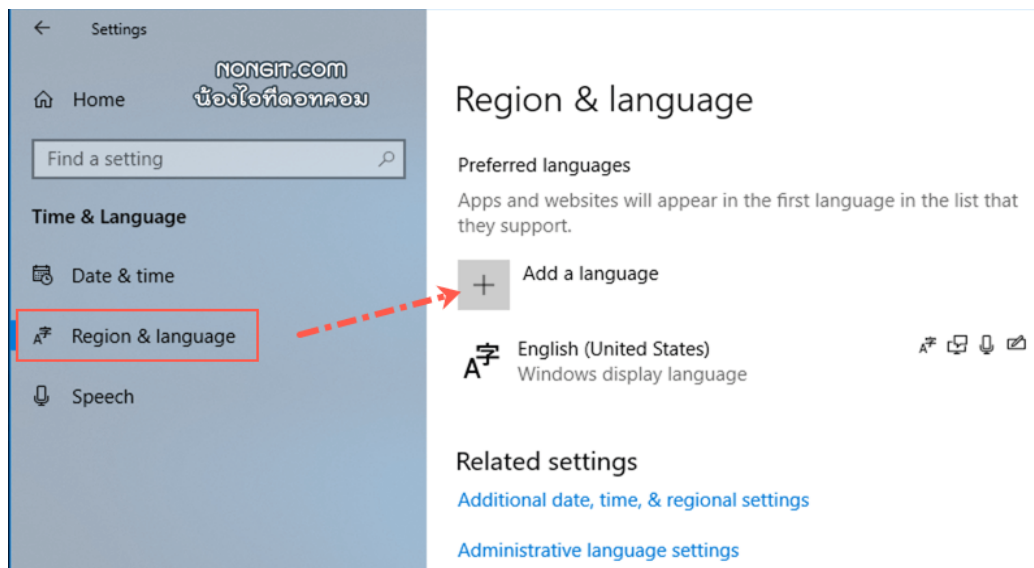 Settings
NONGIT.COM
น้องไอทีดอทคอม
Home
Find a setting
Time & Language
Date & time
Region & language
Speech
Region & language
Preferred languages
Apps and websites will appear in the first language in the list that
they support.
Add a language
English (United States)
Windows display language
Related settings
Additional date, time, & regional settings
Administrative language settings